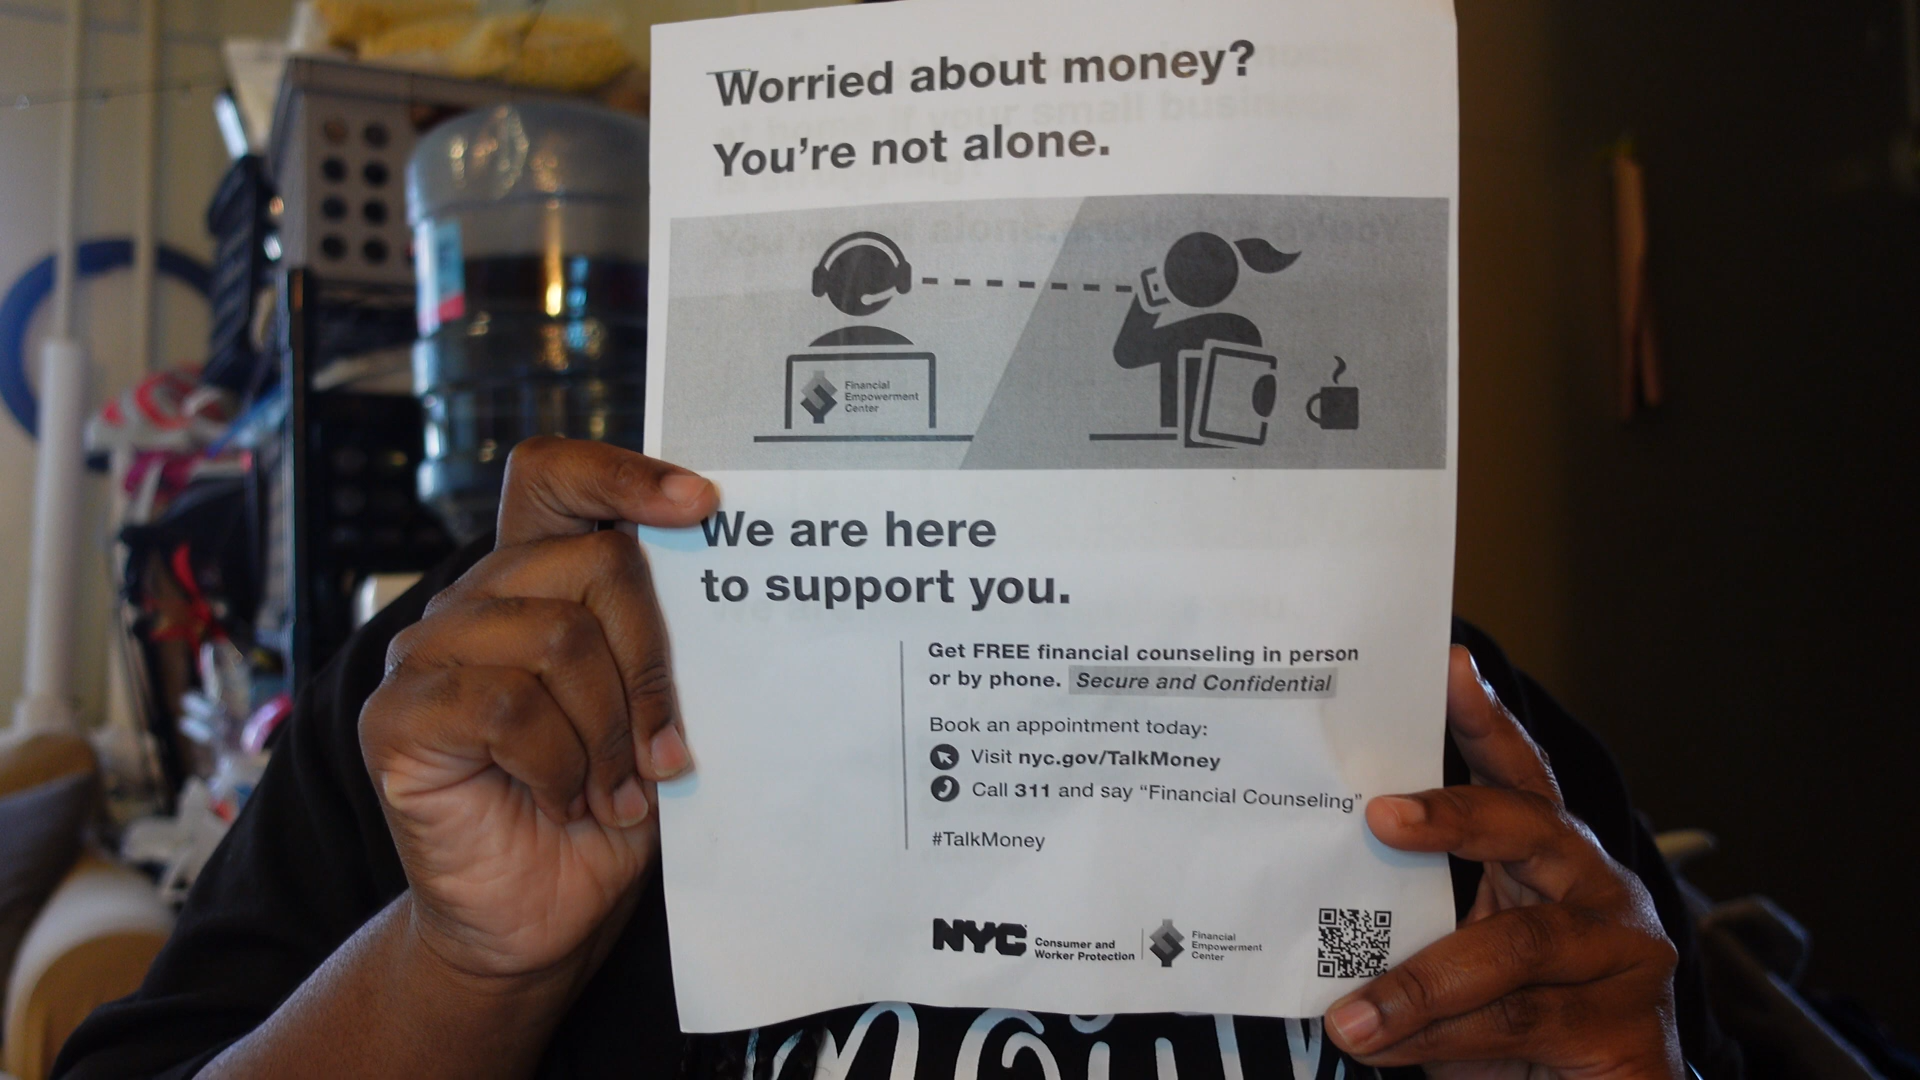 Worried about money?
You're not alone.
Financial
Empowerment
Center
We are here
to support you.
Get FREE financial counseling in person
or by phone. Secure and Confidential
Book an appointment today:
Visit nyc.gov/TalkMoney
Call 311 and say "Financial Counseling"
#TalkMoney
NYC Consumer and
Worker Protection
Financial
Empowerment
Center